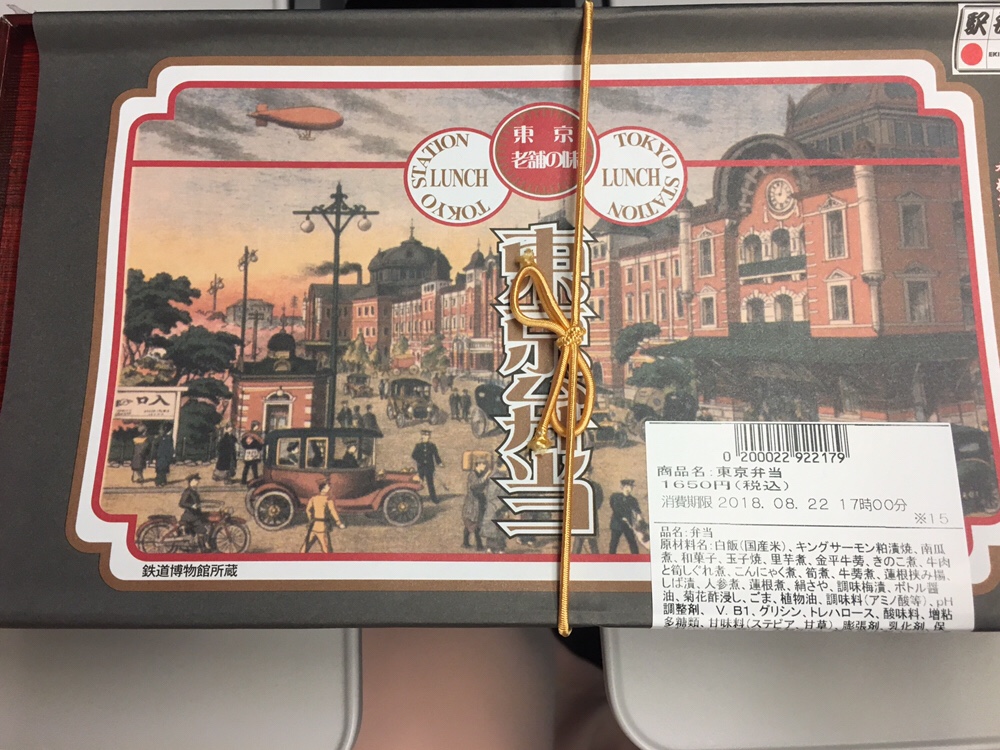 駅
東京
老舗の味
TOKYO STATION
LUNCH
TOKYO STATION
LUNCH
東京弁当
入口
鉄道博物館所蔵
0 200022 922179
商品名:東京弁当
1650円(税込)
消費期限 2018.08.22 17時00分
※15
品名:弁当
原材料名:白飯(国産米)、キングサーモン粕漬焼、南瓜
煮、和菓子、玉子焼、里芋煮、金平牛蒡、きのこ煮、牛肉
と筍しぐれ煮、こんにゃく煮、筍煮、牛蒡煮、蓮根挟み揚、
しば漬、人参煮、蓮根煮、絹さや、調味梅漬、ボトル醤
油、菊花酢浸し、ごま、植物油、調味料(アミノ酸等)、pH
調整剤、V.B1、グリシン、トレハロース、酸味料、増粘
多糖類、甘味料(ステビア、甘草)、膨張剤、乳化剤、保